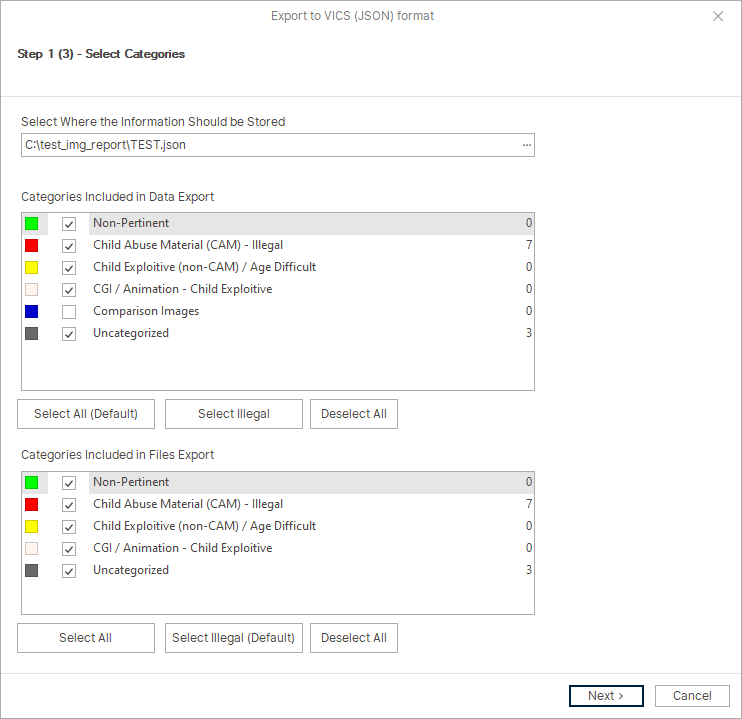 Export to VICS (JSON) format
Step 1 (3) - Select Categories
Select Where the Information Should be Stored
C:\test_img_report\TEST.json ...
Categories Included in Data Export
Non-Pertinent 0
Child Abuse Material (CAM) - Illegal 7
Child Exploitive (non-CAM) / Age Difficult 0
CGI / Animation - Child Exploitive 0
Comparison Images 0
Uncategorized 3
Select All (Default) Select Illegal Deselect All
Categories Included in Files Export
Non-Pertinent 0
Child Abuse Material (CAM) - Illegal 7
Child Exploitive (non-CAM) / Age Difficult 0
CGI / Animation - Child Exploitive 0
Uncategorized 3
Select All Select Illegal (Default) Deselect All
Next > Cancel